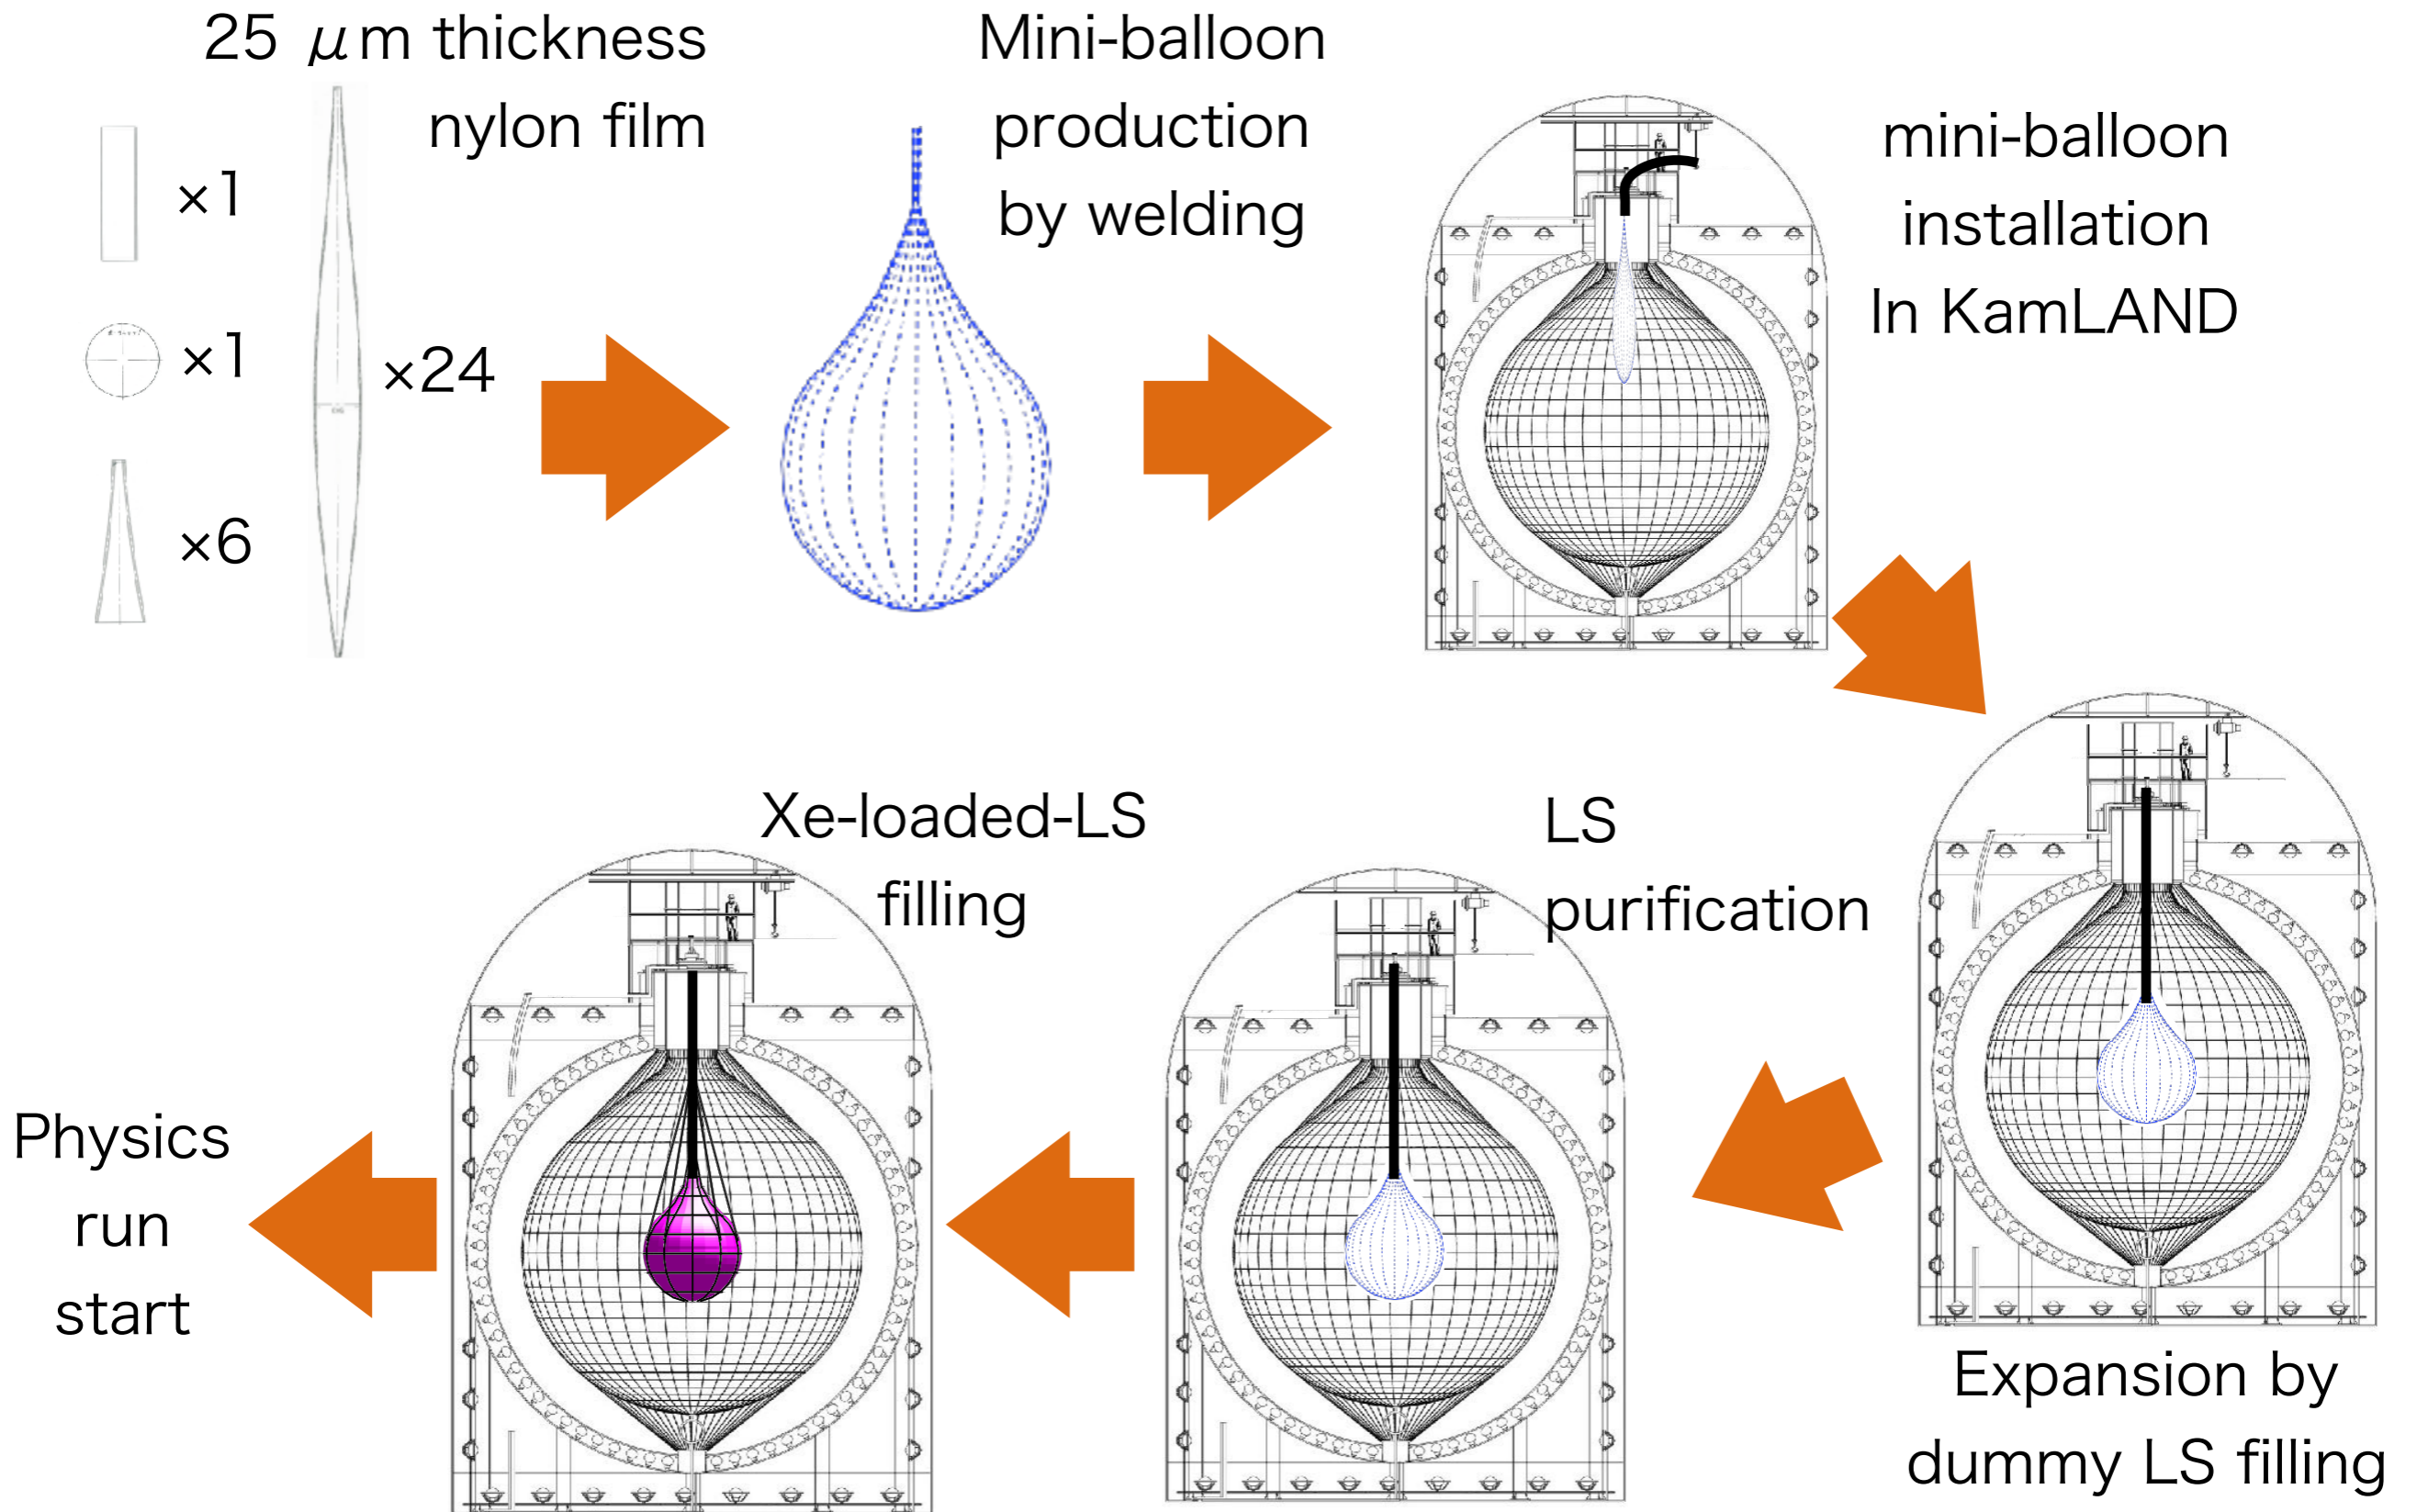 25 μm thickness
nylon film
×1
×1
×6
×24
Mini-balloon
production
by welding
mini-balloon
installation
In KamLAND
Expansion by
dummy LS filling
LS
purification
Xe-loaded-LS
filling
Physics
run
start